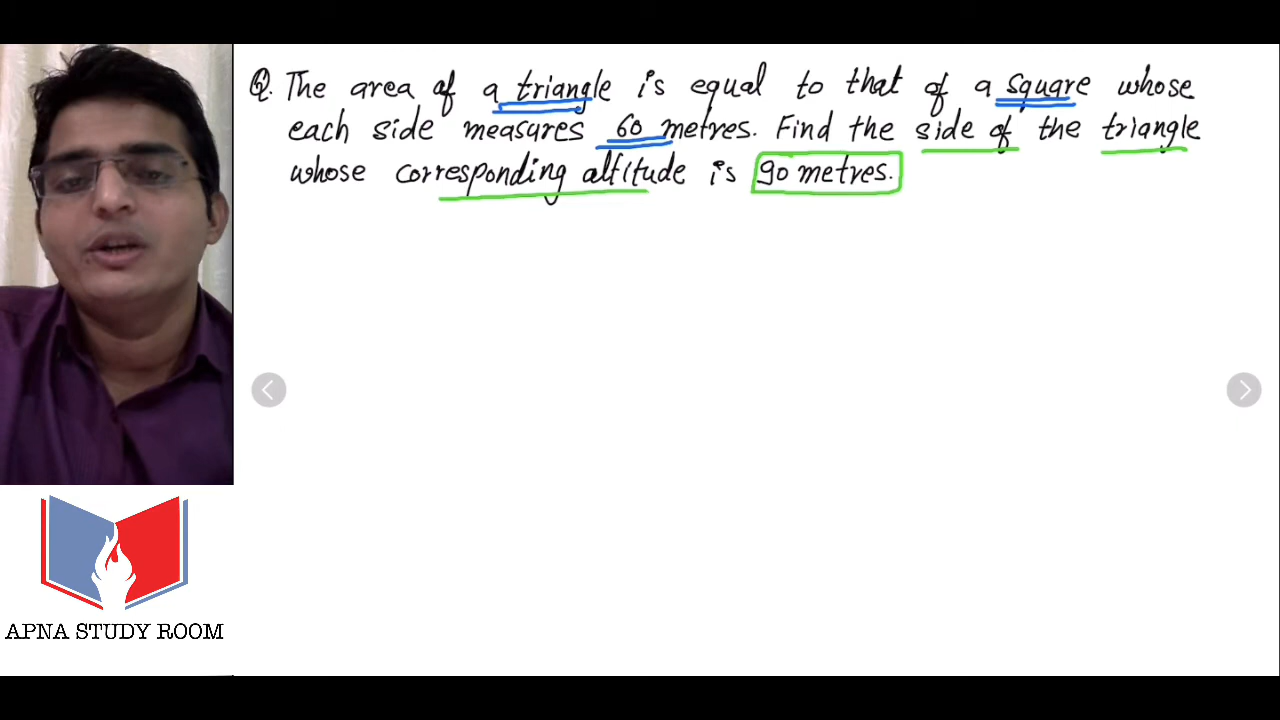 Q. The area of a triangle is equal to that of a square whose
each side measures 60 metres. Find the side of the triangle
whose corresponding altitude is 90 metres.
APNA STUDY ROOM